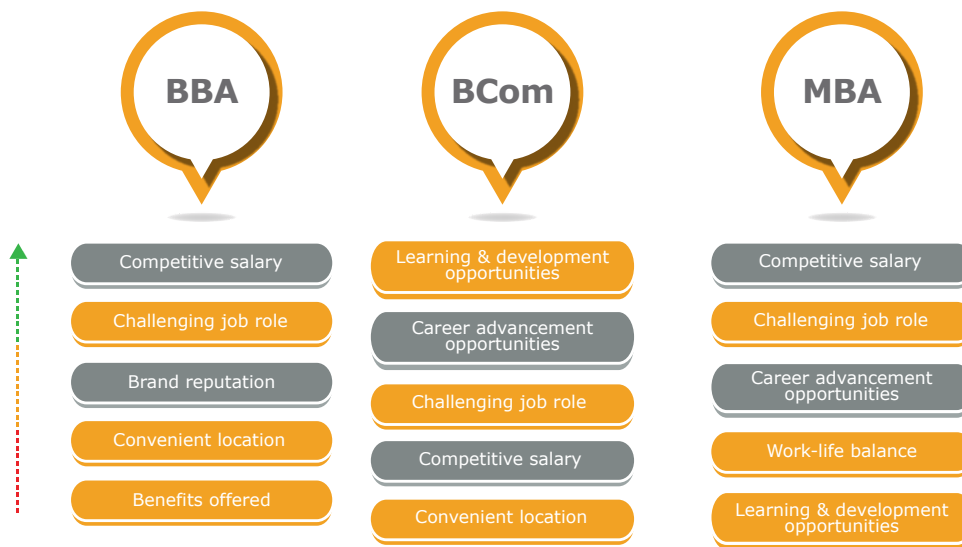 BBA
BCom
MBA
Competitive salary
Challenging job role
Brand reputation
Convenient location
Benefits offered
Learning & development
opportunities
Career advancement
opportunities
Challenging job role
Competitive salary
Convenient location
Competitive salary
Challenging job role
Career advancement
opportunities
Work-life balance
Learning & development
opportunities